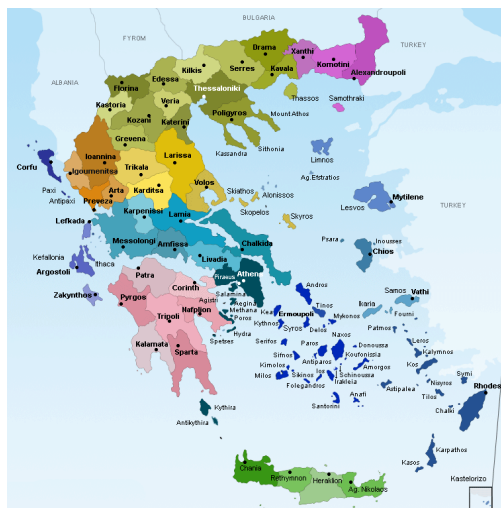 BULGARIA
FYROM
TURKEY
ALBANIA
Drama
Xanthi
Komotini
Kilkis
Serres
Kavala
Edessa
Alexandroupoli
Florina
Thessaloniki
Thassos
Samothraki
Kastoria
Veria
Kozani
Poligyros
Mount Athos
Katerini
Grevena
Kassandra
Sithonia
Limnos
Ioannina
Larissa
Corfu
Igoumenitsa
Trikala
Ag.Efstratios
Paxi
Arta
Karditsa
Volos
Skiathos
Alonissos
Mytilene
Antipaxi
Preveza
Lesvos
TURKEY
Lefkada
Karpenissi
Lamia
Skopelos
Skyros
Messolongi
Amfissa
Chalkida
Psara
Inousses
Kefallonia
Ithaca
Livadia
Chios
Argostoli
Patra
Piraeus
Athens
Zakynthos
Corinth
Salamina
Andros
Samos
Vathi
Pyrgos
Aegina
Agistri
Methana
Kea
Tinos
Ermoupoli
Ikaria
Nafplion
Poros
Mykonos
Fourni
Tripoli
Kythnos
Syros
Delos
Patmos
Hydra
Naxos
Spetses
Serifos
Paros
Donoussa
Leros
Kalamata
Sparta
Sifnos
Antiparos
Koufonissia
Kalymnos
Kimolos
Ios
Amorgos
Kos
Milos
Sikinos
Schinoussa
Symi
Folegandros
Irakleia
Astipalea
Nisyros
Rhodes
Anafi
Tilos
Kythira
Santorini
Chalki
Antikythira
Karpathos
Kasos
Chania
Rethymnon
Heraklion
Kastelorizo
Ag. Nikolaos